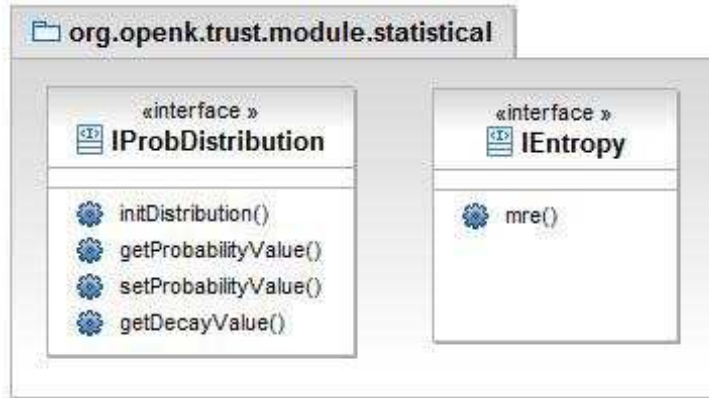 org.openk.trust.module.statistical
«interface »
IProbDistribution
initDistribution()
getProbabilityValue()
setProbabilityValue()
getDecayValue()
«interface »
IEntropy
mre()